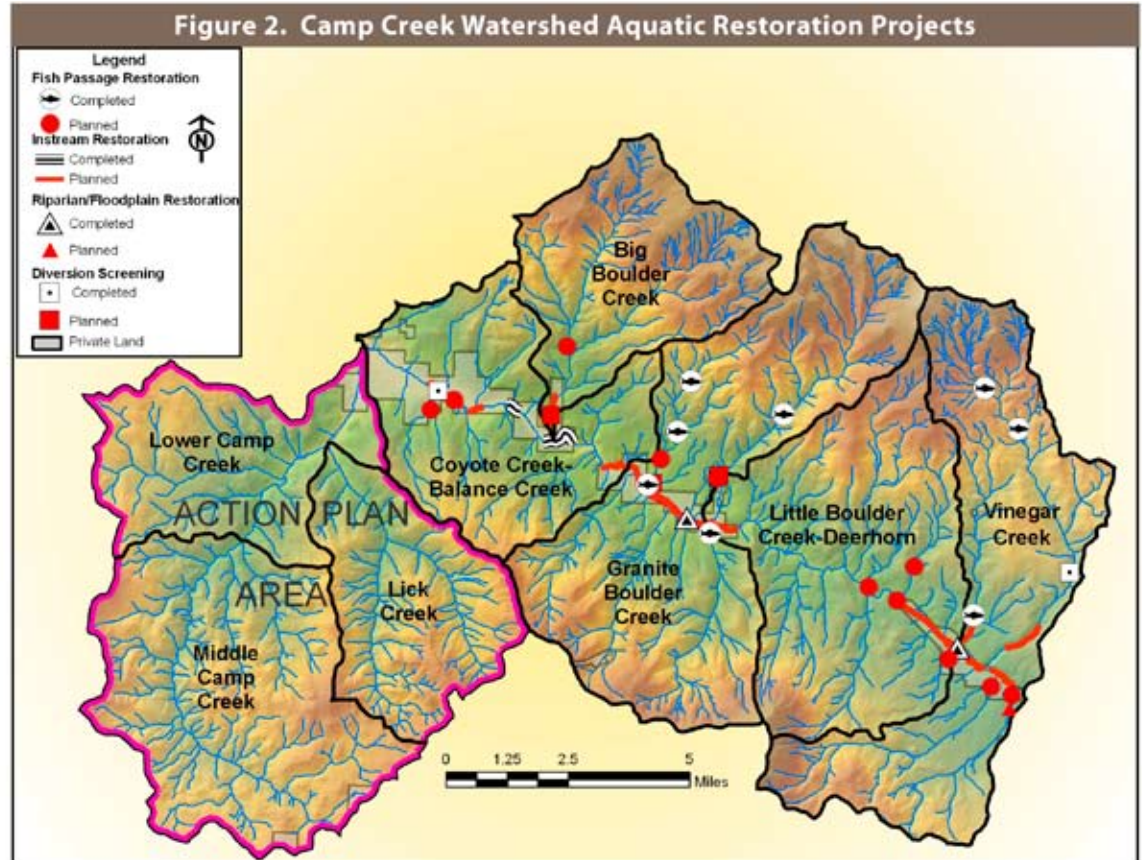 Figure 2. Camp Creek Watershed Aquatic Restoration Projects
Legend
Fish Passage Restoration
Completed
Planned
N
Instream Restoration
Completed
Planned
Riparian/Floodplain Restoration
Completed
Planned
Diversion Screening
Completed
Planned
Private Land
Big
Boulder
Creek
Lower Camp
Creek
Coyote Creek-
Balance Creek
Little Boulder
Creek-Deerhorn
Vinegar
Creek
ACTION PLAN
AREA
Lick
Creek
Granite
Boulder
Creek
Middle
Camp
Creek
0 1.25 2.5 5
Miles